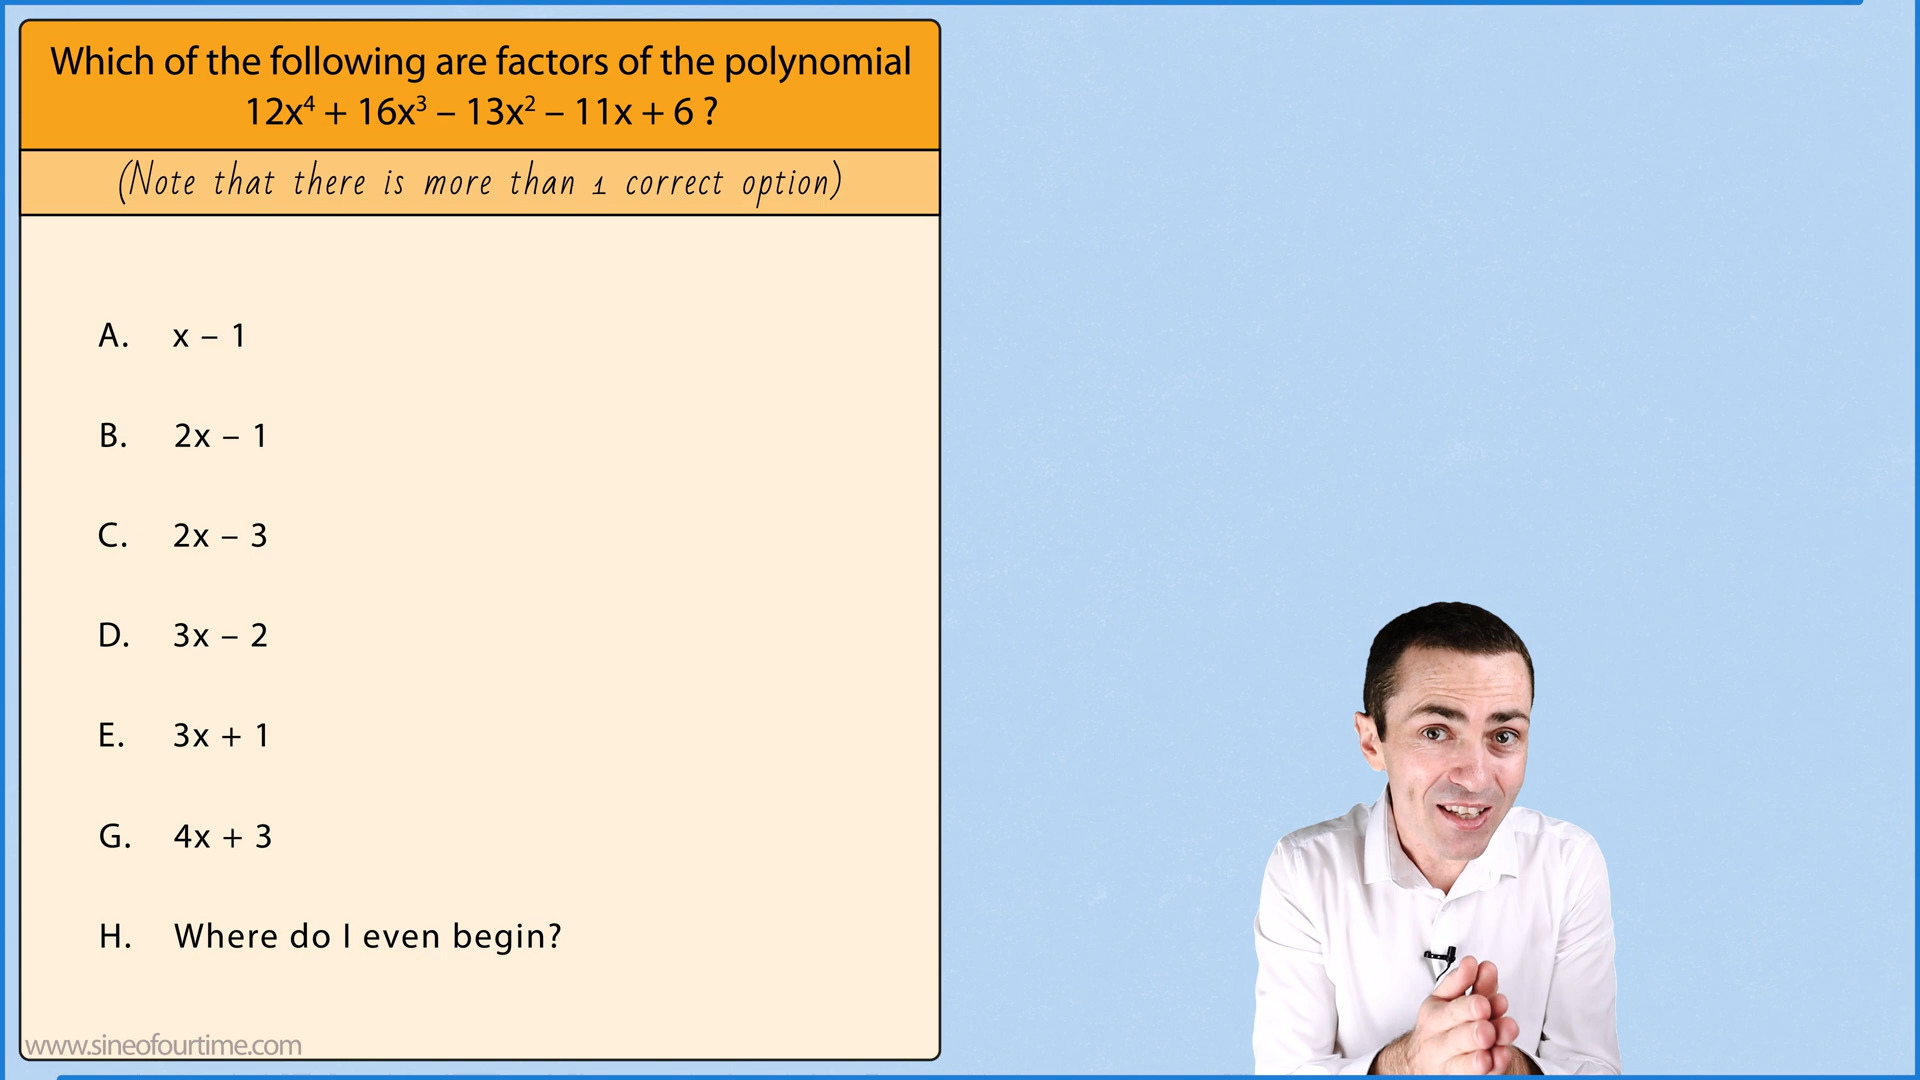 Which of the following are factors of the polynomial
12x⁴ + 16x³ – 13x² – 11x + 6 ?
(Note that there is more than 1 correct option)
A. x – 1
B. 2x – 1
C. 2x – 3
D. 3x – 2
E. 3x + 1
G. 4x + 3
H. Where do I even begin?
www.sineofourtime.com